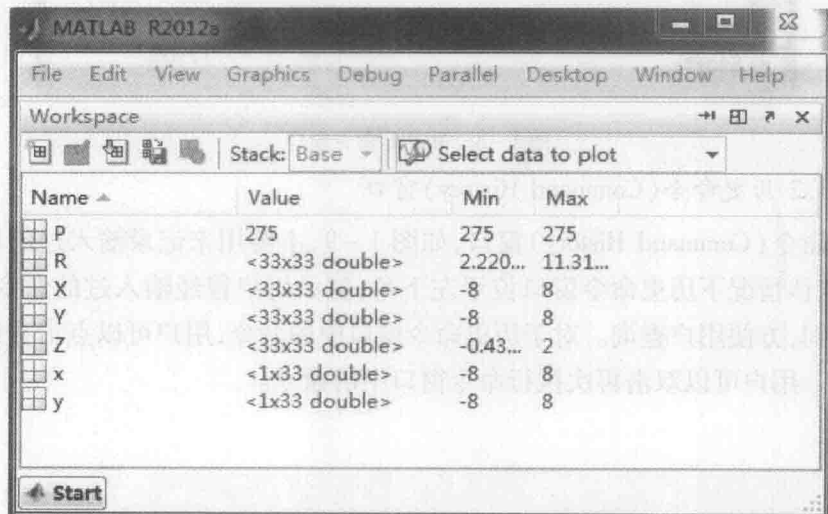 MATLAB R2012a
File Edit View Graphics Debug Parallel Desktop Window Help
Workspace
Stack: Base Select data to plot
Name Value Min Max
P 275 275 275
R <33x33 double> 2.220... 11.31...
X <33x33 double> -8 8
Y <33x33 double> -8 8
Z <33x33 double> -0.43... 2
x <1x33 double> -8 8
y <1x33 double> -8 8
Start